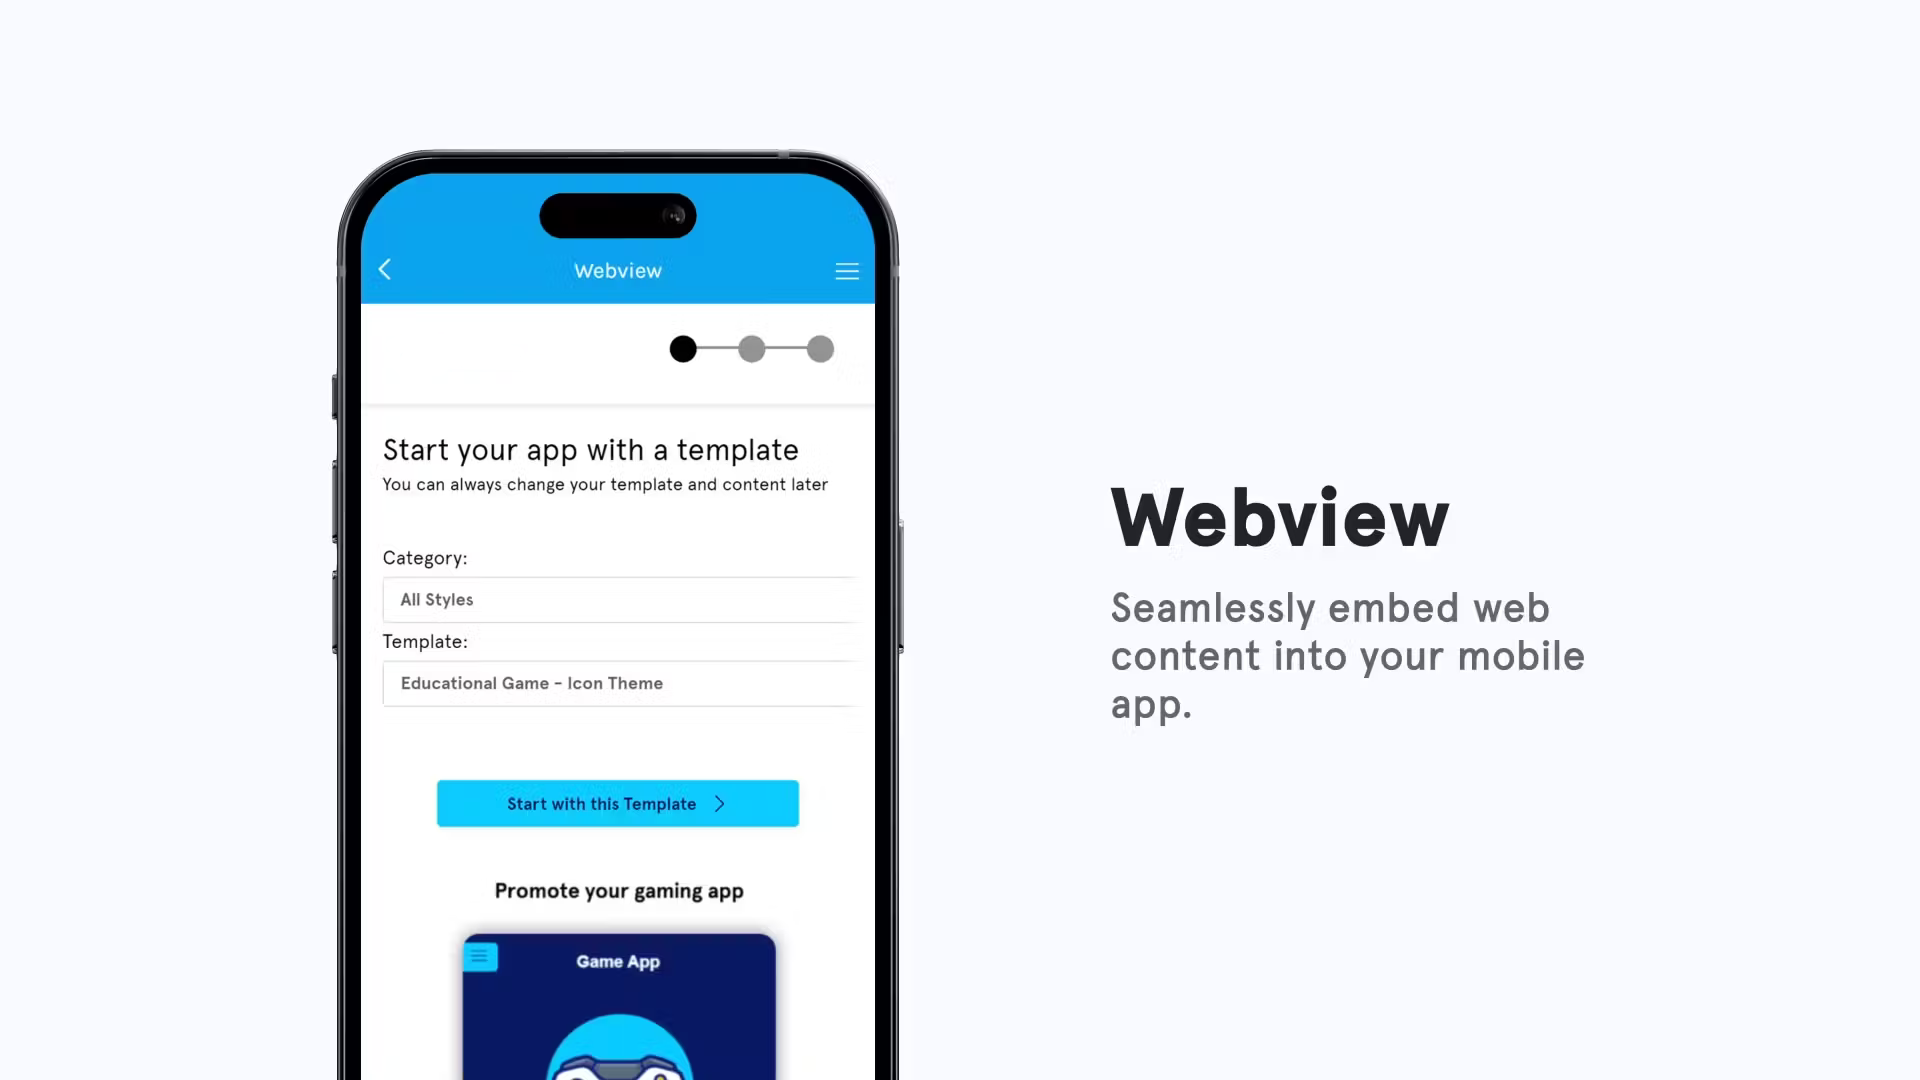 Webview
Start your app with a template
You can always change your template and content later
Category:
All Styles
Template:
Educational Game - Icon Theme
Start with this Template
Promote your gaming app
Game App
Webview
Seamlessly embed web
content into your mobile
app.